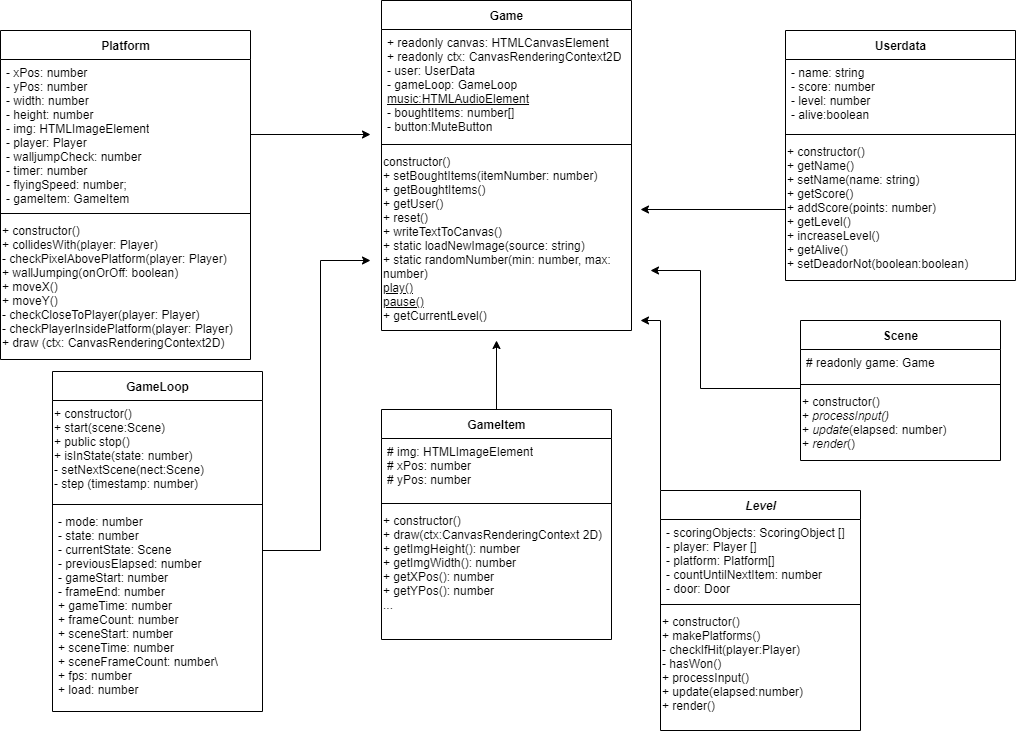 Platform
- xPos: number
- yPos: number
- width: number
- height: number
- img: HTMLImageElement
- player: Player
- walljumpCheck: number
- timer: number
- flyingSpeed: number;
- gameItem: GameItem
+ constructor()
+ collidesWith(player: Player)
- checkPixelAbovePlatform(player: Player)
+ wallJumping(onOrOff: boolean)
+ moveX()
+ moveY()
- checkCloseToPlayer(player: Player)
- checkPlayerInsidePlatform(player: Player)
+ draw (ctx: CanvasRenderingContext2D)
Game
+ readonly canvas: HTMLCanvasElement
+ readonly ctx: CanvasRenderingContext2D
- user: UserData
- gameLoop: GameLoop
music:HTMLAudioElement
- boughtItems: number[]
- button:MuteButton
constructor()
+ setBoughtItems(itemNumber: number)
+ getBoughtItems()
+ getUser()
+ reset()
+ writeTextToCanvas()
+ static loadNewImage(source: string)
+ static randomNumber(min: number, max:
number)
play()
pause()
+ getCurrentLevel()
Userdata
- name: string
- score: number
- level: number
- alive:boolean
+ constructor()
+ getName()
+ setName(name: string)
+ getScore()
+ addScore(points: number)
+ getLevel()
+ increaseLevel()
+ getAlive()
+ setDeadorNot(boolean:boolean)
Scene
# readonly game: Game
+ constructor()
+ processInput()
+ update(elapsed: number)
+ render()
GameLoop
+ constructor()
+ start(scene:Scene)
+ public stop()
+ isInState(state: number)
- setNextScene(nect:Scene)
- step (timestamp: number)
- mode: number
- state: number
- currentState: Scene
- previousElapsed: number
- gameStart: number
- frameEnd: number
+ gameTime: number
+ frameCount: number
+ sceneStart: number
+ sceneTime: number
+ sceneFrameCount: number\
+ fps: number
+ load: number
GameItem
# img: HTMLImageElement
# xPos: number
# yPos: number
+ constructor()
+ draw(ctx:CanvasRenderingContext 2D)
+ getImgHeight(): number
+ getImgWidth(): number
+ getXPos(): number
+ getYPos(): number
...
Level
- scoringObjects: ScoringObject []
- player: Player []
- platform: Platform[]
- countUntilNextItem: number
- door: Door
+ constructor()
+ makePlatforms()
- checkIfHit(player:Player)
- hasWon()
+ processInput()
+ update(elapsed:number)
+ render()